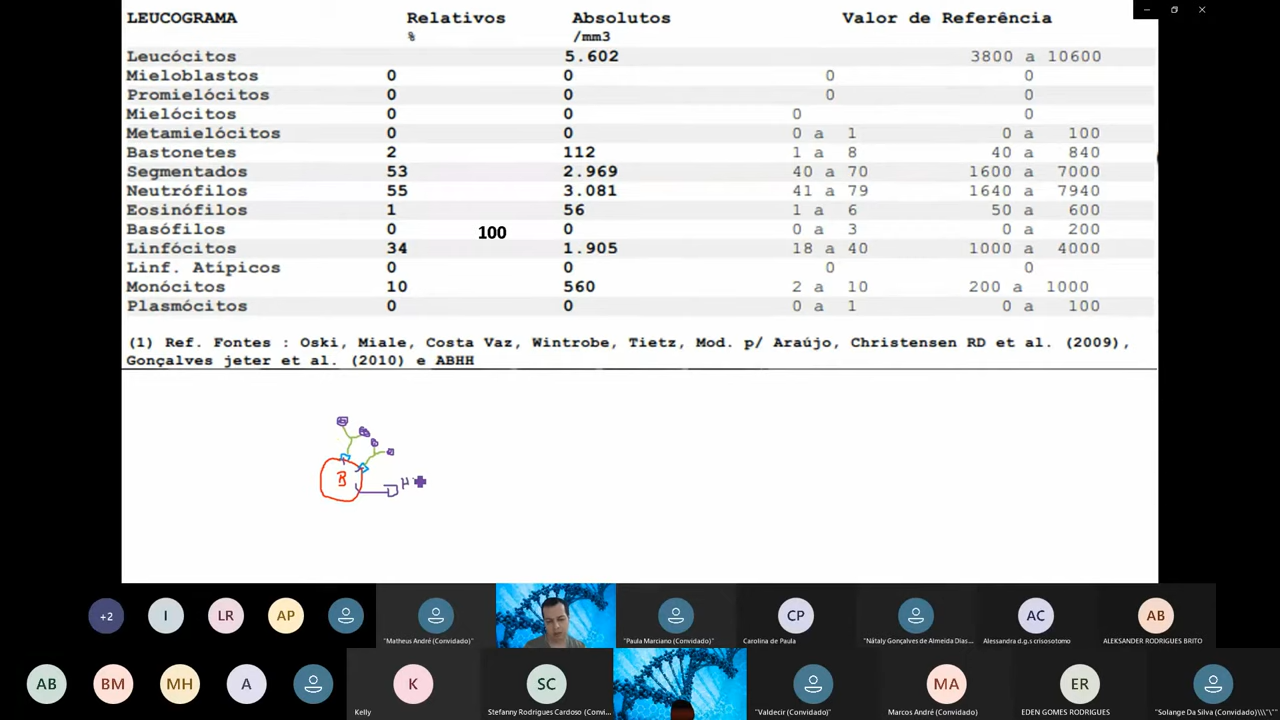 LEUCOGRAMA Relativos Absolutos Valor de Referência
% /mm3
Leucócitos 5.602 3800 a 10600
Mieloblastos 0 0 0 0
Promielócitos 0 0 0 0
Mielócitos 0 0 0 0
Metamielócitos 0 0 0 a 1 0 a 100
Bastonetes 2 112 1 a 8 40 a 840
Segmentados 53 2.969 40 a 70 1600 a 7000
Neutrófilos 55 3.081 41 a 79 1640 a 7940
Eosinófilos 1 56 1 a 6 50 a 600
Basófilos 0 100 0 0 a 3 0 a 200
Linfócitos 34 1.905 18 a 40 1000 a 4000
Linf. Atípicos 0 0 0 0
Monócitos 10 560 2 a 10 200 a 1000
Plasmócitos 0 0 0 a 1 0 a 100
(1) Ref. Fontes : Oski, Miale, Costa Vaz, Wintrobe, Tietz, Mod. p/ Araújo, Christensen RD et al. (2009),
Gonçalves jeter et al. (2010) e ABHH
B
+2 I LR AP CP AC AB
"Matheus André (Convidado)" "Paula Marciano (Convidado)" Carolina de Paula "Nátaly Gonçalves de Almeida Dias... Alessandra d.g.s crisosotomo ALEKSANDER RODRIGUES BRITO
AB BM MH A K SC MA ER
Kelly Stefanny Rodrigues Cardoso (Convi... "Valdecir (Convidado)" Marcos André (Convidado) EDEN GOMES RODRIGUES "Solange Da Silva (Convidado)\\\"\"